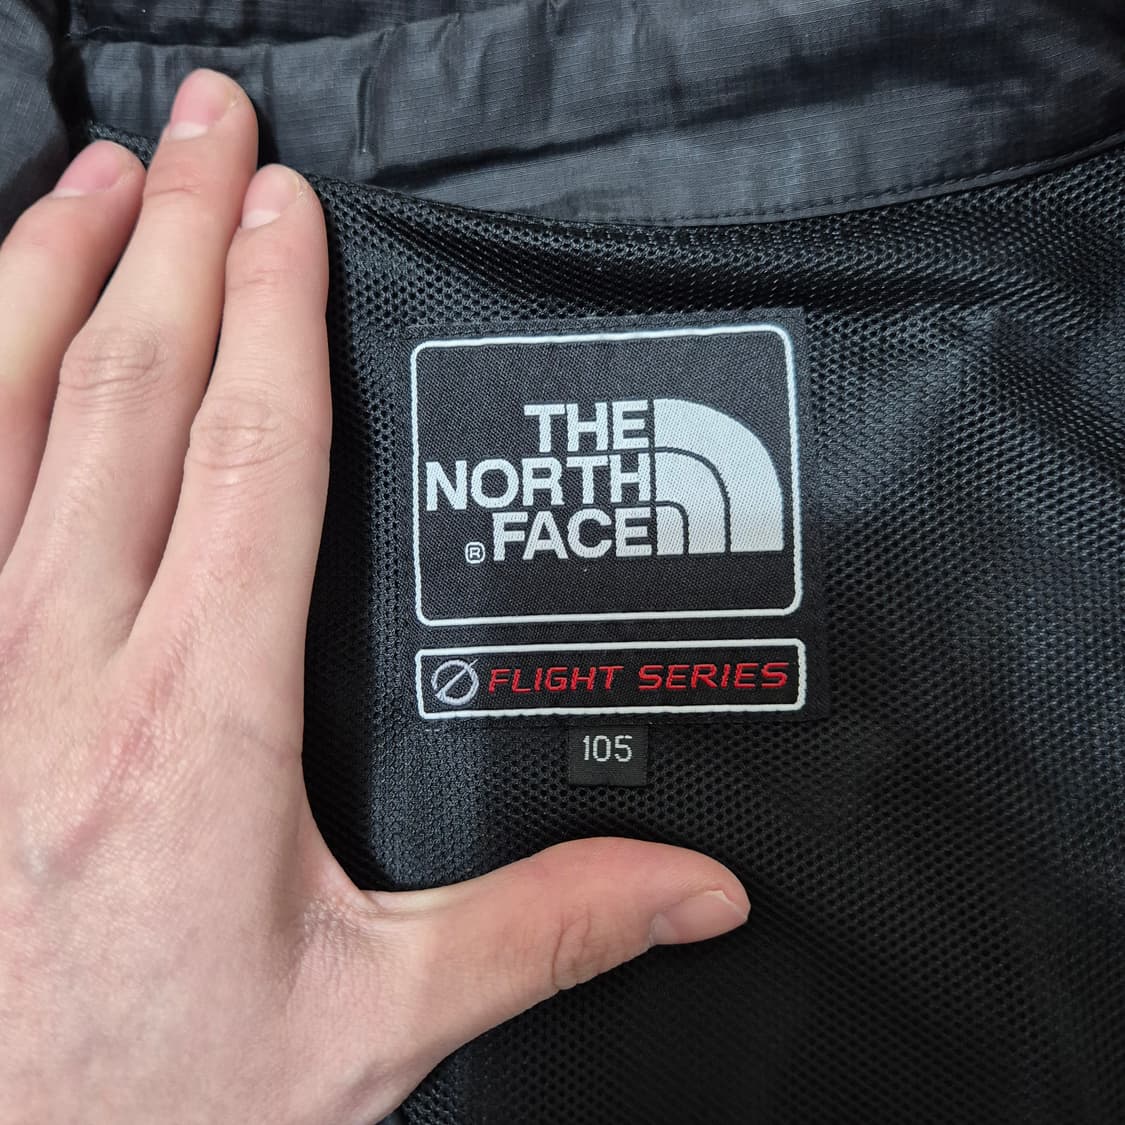 THE
NORTH
® FACE
FLIGHT SERIES
105